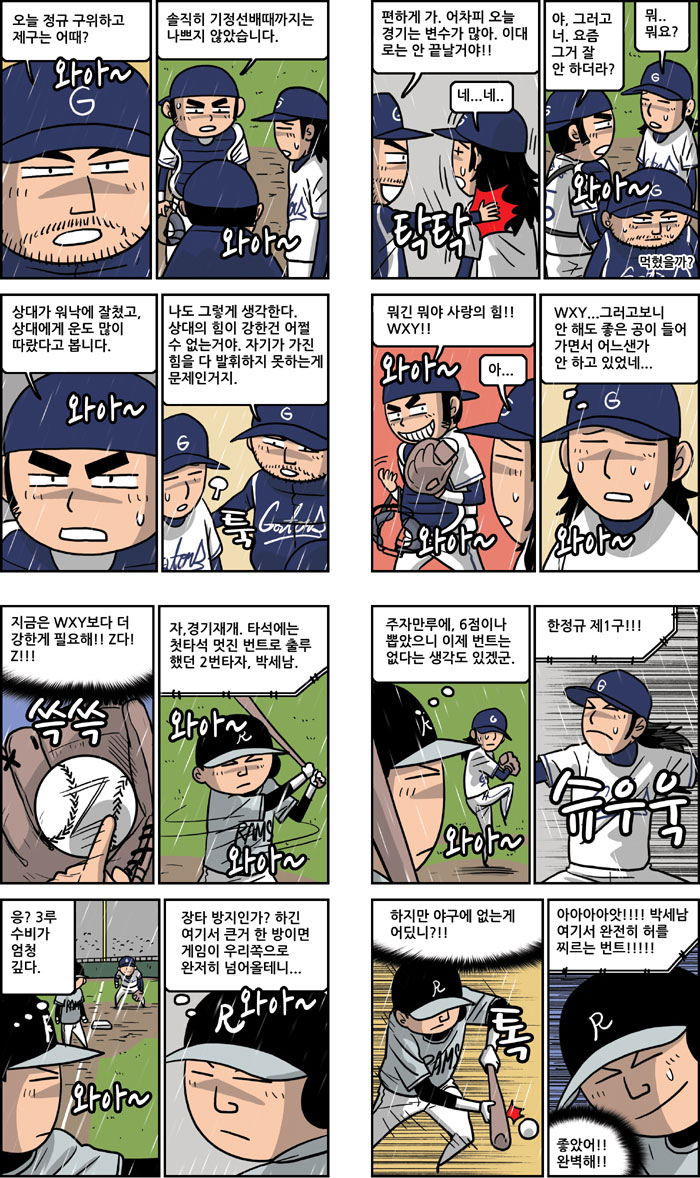 오늘 정규 구위하고
제구는 어때?
와아~
G
솔직히 기정선배때까지는
나쁘지 않았습니다.
와아~
상대가 워낙에 잘쳤고,
상대에게 운도 많이
따랐다고 봅니다.
와아~
G
나도 그렇게 생각한다.
상대의 힘이 강한건 어쩔
수 없는거야. 자기가 가진
힘을 다 발휘하지 못하는게
문제인거지.
G
G
툭
편하게 가. 어차피 오늘
경기는 변수가 많아. 이대
로는 안 끝날거야!!
네...네..
탁탁
야, 그러고
너. 요즘
그거 잘
안 하더라?
뭐..
뭐요?
와아~
G
먹혔을까?
뭐긴 뭐야 사랑의 힘!!
WXY!!
와아~
아...
와아~
WXY...그러고보니
안 해도 좋은 공이 들어
가면서 어느샌가
안 하고 있었네...
G
와아~
지금은 WXY보다 더
강한게 필요해!! Z다!
Z!!!
쓱쓱
Z
자,경기재개. 타석에는
첫타석 멋진 번트로 출루
했던 2번타자, 박세남.
와아~
R
RAMS
와아~
응? 3루
수비가
엄청
깊다.
와아~
장타 방지인가? 하긴
여기서 큰거 한 방이면
게임이 우리쪽으로
완저히 넘어올테니...
R
와아~
주자만루에, 6점이나
뽑았으니 이제 번트는
없다는 생각도 있겠군.
R
와아~
한정규 제1구!!!
G
슈우욱
하지만 야구에 없는게
어딨니?!!
R
RAMS
톡
아아아아앗!!!! 박세남
여기서 완전히 허를
찌르는 번트!!!!!
R
좋았어!!
완벽해!!